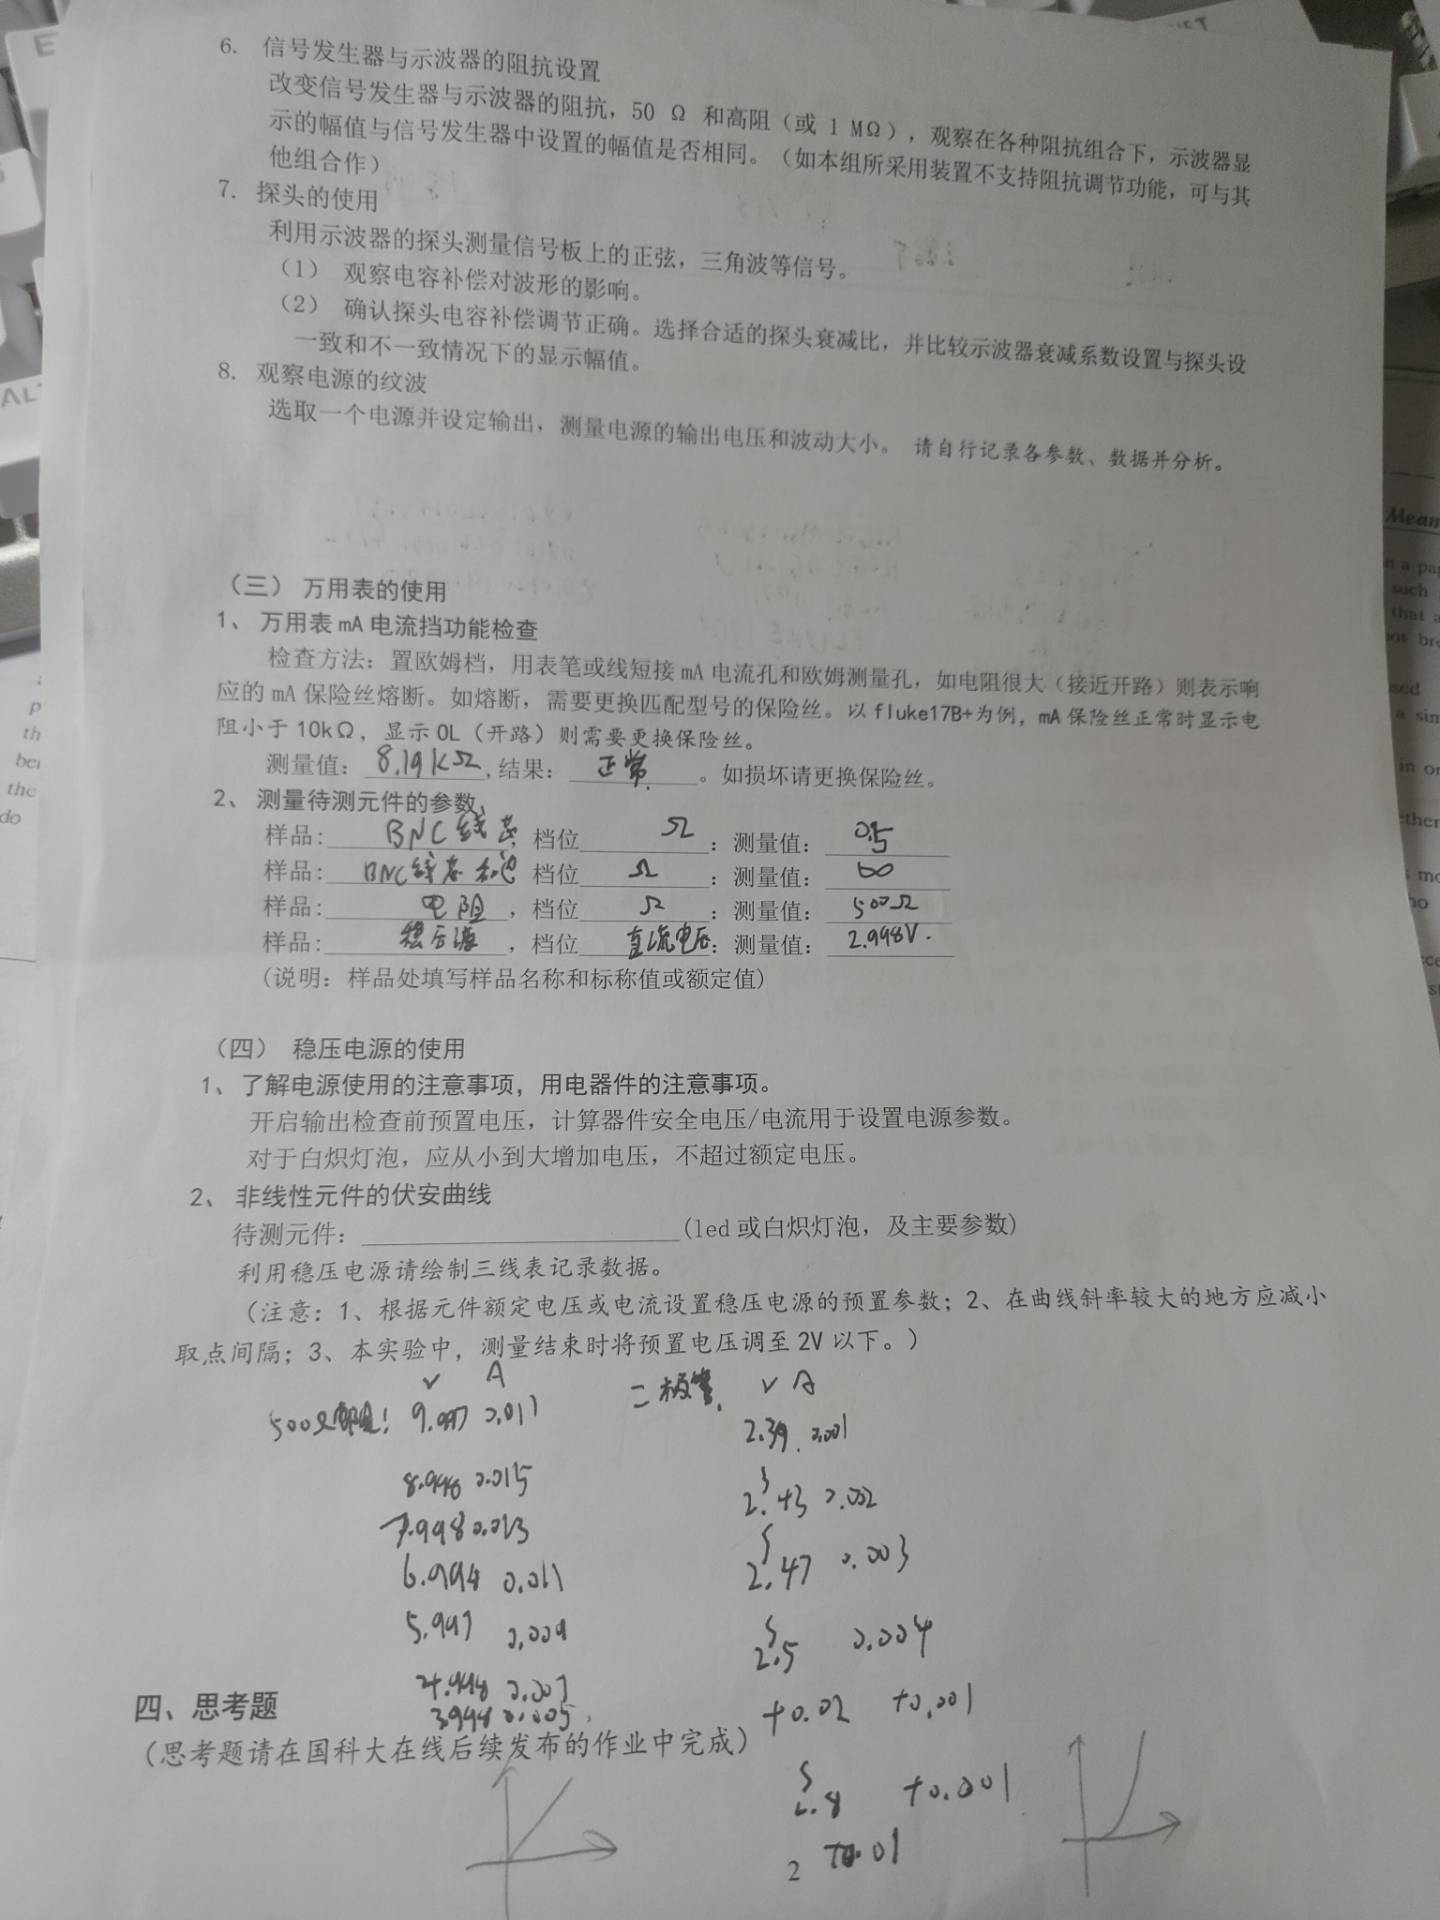 6. 信号发生器与示波器的阻抗设置
改变信号发生器与示波器的阻抗，50 Ω 和高阻（或 1 MΩ），观察在各种阻抗组合下，示波器显
示的幅值与信号发生器中设置的幅值是否相同。（如本组所采用装置不支持阻抗调节功能，可与其
他组合作）
7. 探头的使用
利用示波器的探头测量信号板上的正弦，三角波等信号。
（1） 观察电容补偿对波形的影响。
（2） 确认探头电容补偿调节正确。选择合适的探头衰减比，并比较示波器衰减系数设置与探头设
一致和不一致情况下的显示幅值。
8. 观察电源的纹波
选取一个电源并设定输出，测量电源的输出电压和波动大小。 请自行记录各参数、数据并分析。
（三） 万用表的使用
1、 万用表 mA 电流挡功能检查
检查方法：置欧姆档，用表笔或线短接 mA 电流孔和欧姆测量孔，如电阻很大（接近开路）则表示响
应的 mA 保险丝熔断。如熔断，需要更换匹配型号的保险丝。以 fluke17B+为例，mA 保险丝正常时显示电
阻小于 10kΩ，显示 OL（开路）则需要更换保险丝。
测量值： 8.19kΩ ,结果： 正常 。如损坏请更换保险丝。
2、 测量待测元件的参数
样品: BNC线芯 档位 Ω ：测量值： 0.5
样品: BNC线芯和 档位 Ω ：测量值： ∞
样品: 电阻 ，档位 Ω ：测量值： 500Ω
样品: 稳压源 ，档位 直流电压：测量值： 2.998V.
(说明：样品处填写样品名称和标称值或额定值)
（四） 稳压电源的使用
1、了解电源使用的注意事项，用电器件的注意事项。
开启输出检查前预置电压，计算器件安全电压/电流用于设置电源参数。
对于白炽灯泡，应从小到大增加电压，不超过额定电压。
2、 非线性元件的伏安曲线
待测元件：(led 或白炽灯泡，及主要参数)
利用稳压电源请绘制三线表记录数据。
（注意：1、根据元件额定电压或电流设置稳压电源的预置参数；2、在曲线斜率较大的地方应减小
取点间隔；3、本实验中，测量结束时将预置电压调至 2V 以下。）
V A 二极管. V A
500Ω电阻: 9.997 0.017 2.39 0.001
8.998 0.015 2.43 0.002
7.998 0.013 2.47 0.003
6.998 0.011
5.997 0.009 2.5 0.004
4.998 0.007
3.998 0.005 +0.02 +0.001
四、思考题
（思考题请在国科大在线后续发布的作业中完成）
+0.001
2